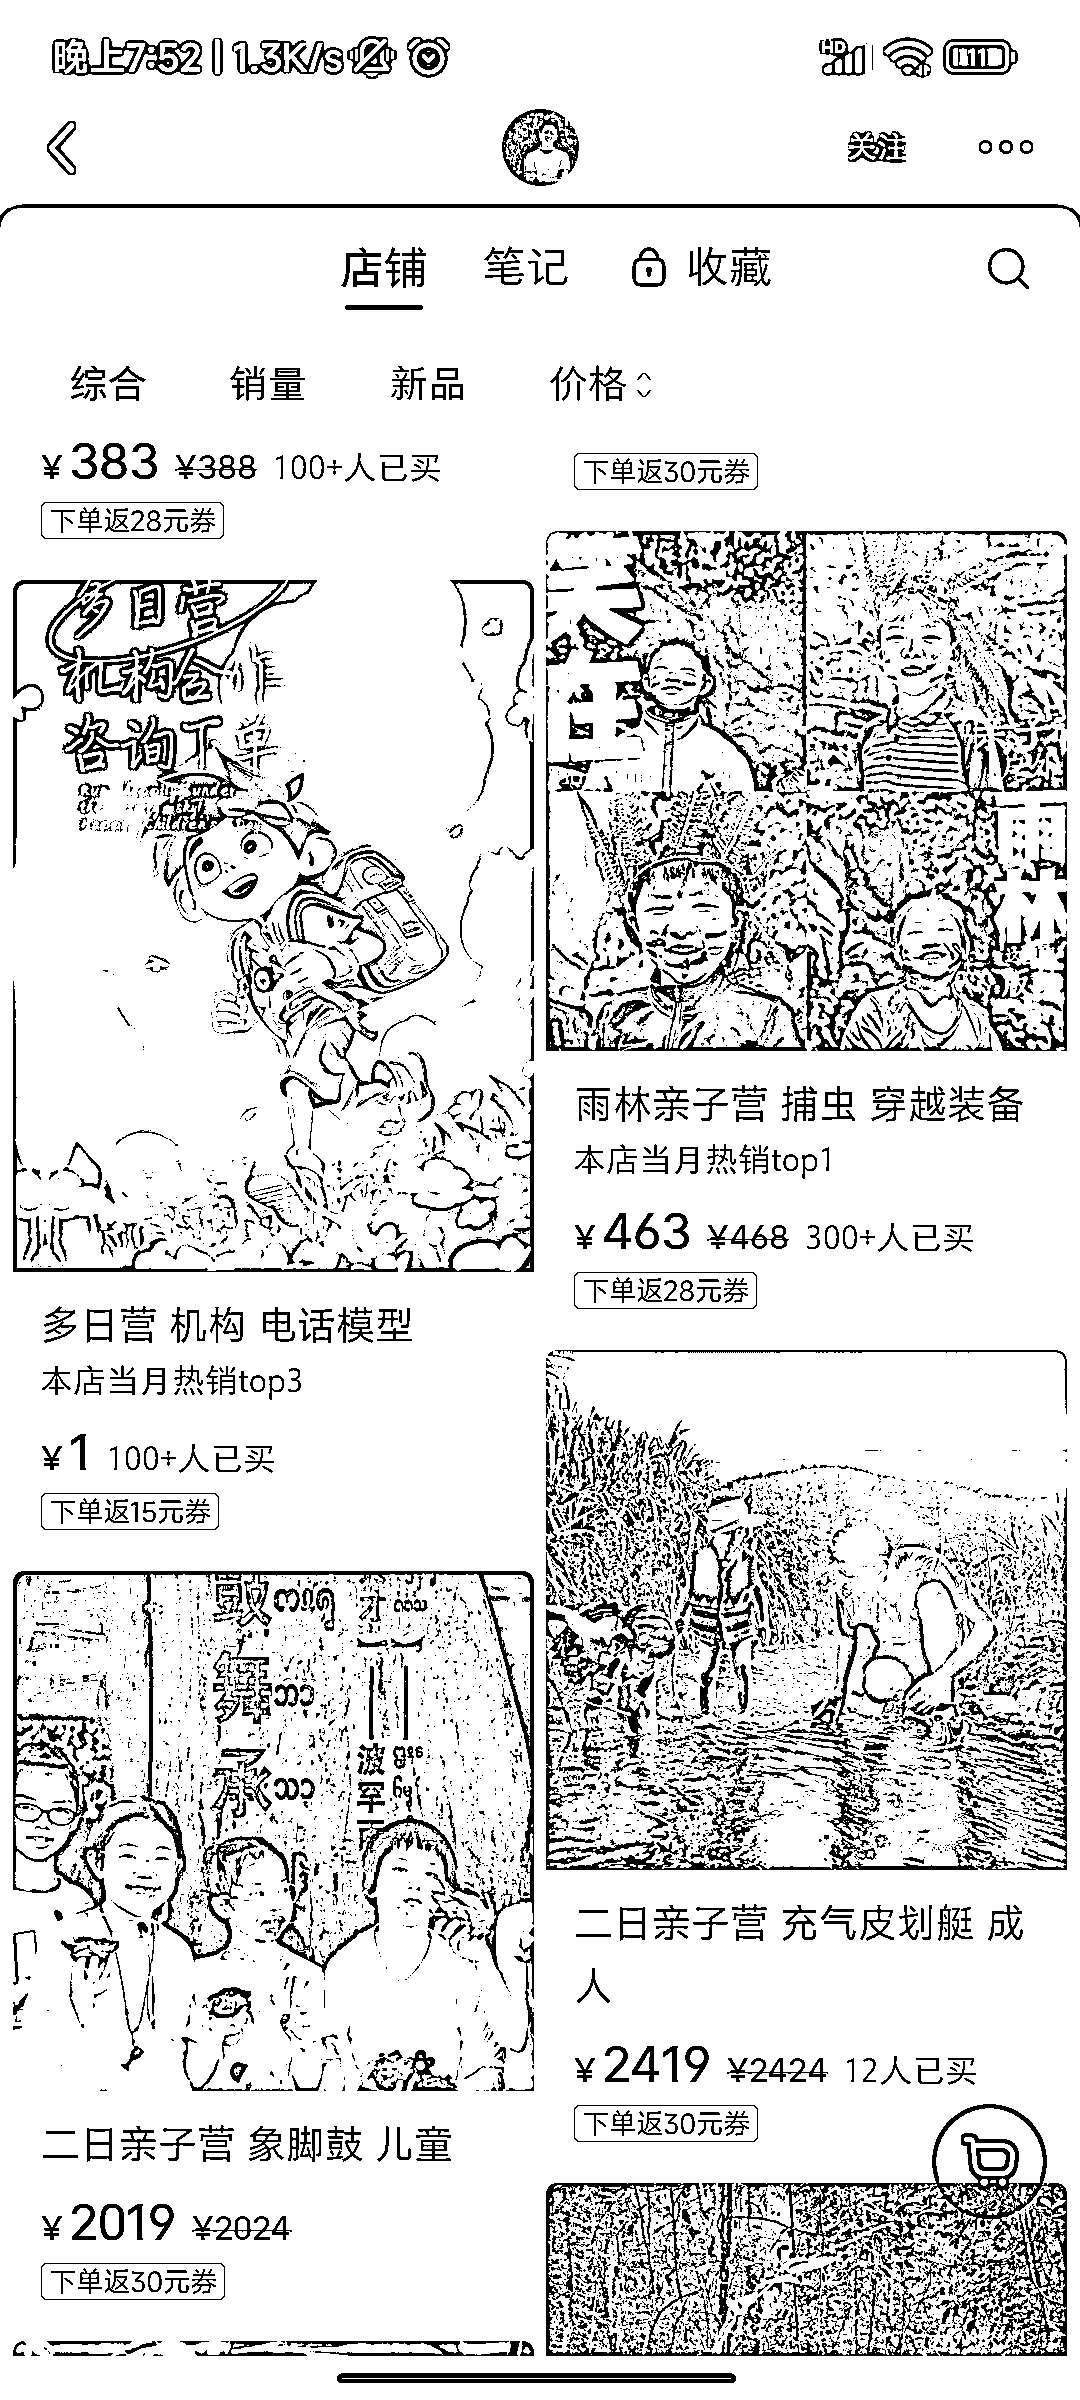 晚上7:52 | 1.3K/s
HD
关注
店铺 笔记 收藏
综合 销量 新品 价格
¥383 ¥388 100+人已买
下单返28元券
多日营
机构合作
咨询下单
多日营 机构 电话模型
本店当月热销top3
¥1 100+人已买
下单返15元券
鼓
舞
承
波
罕
二日亲子营 象脚鼓 儿童
¥2019 ¥2024
下单返30元券
下单返30元券
雨
林
雨林亲子营 捕虫 穿越装备
本店当月热销top1
¥463 ¥468 300+人已买
下单返28元券
二日亲子营 充气皮划艇 成
人
¥2419 ¥2424 12人已买
下单返30元券